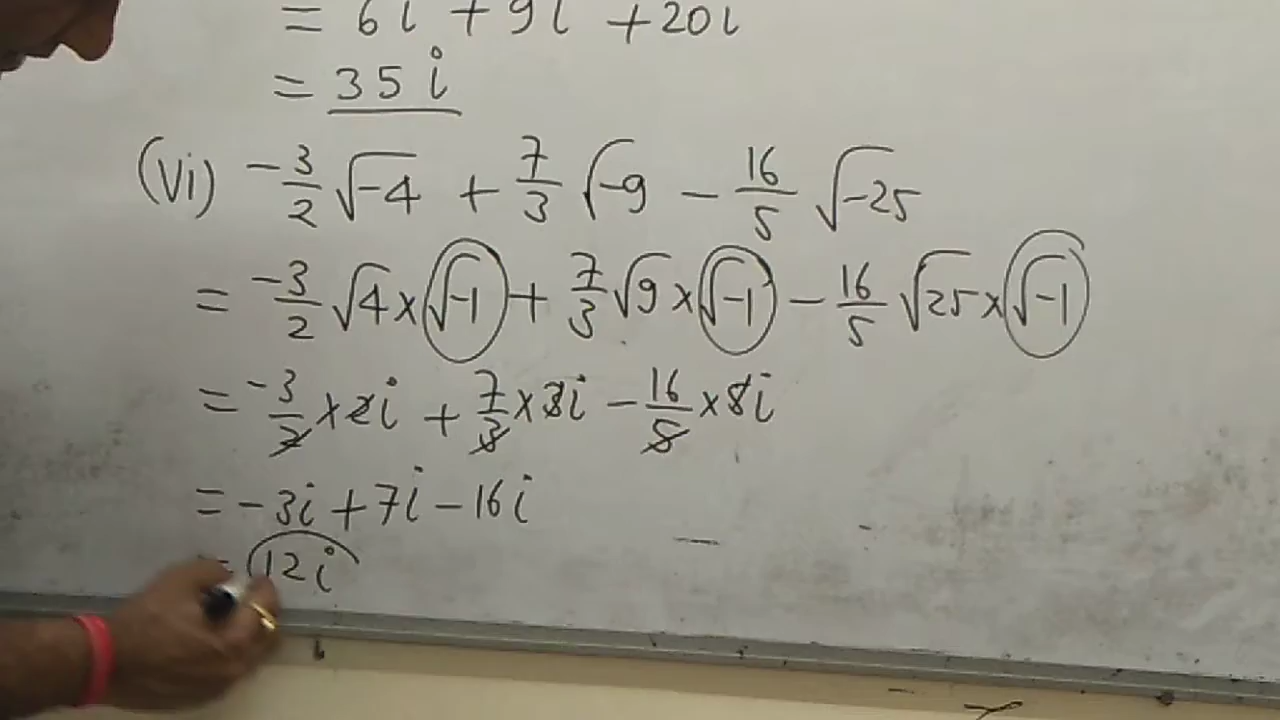 = 6i + 9i + 20i
= 35 i
(Vi) -3/2 √-4 + 7/3 √-9 - 16/5 √-25
= -3/2 √4 × √-1 + 7/3 √9 × √-1 - 16/5 √25 × √-1
= -3/2 × 2i + 7/3 × 3i - 16/5 × 5i
= -3i + 7i - 16i
= 12i